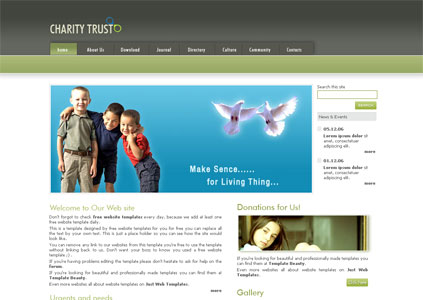 CHARITY TRUST
home About Us Download Journal Directory Culture Community Contacts
Search this site
SEARCH
News & Events
05.12.06
Lorem ipsum dolor sit
amet, consectetuer
adipiscing elit.
more
01.12.06
Lorem ipsum dolor sit
amet, consectetuer
adipiscing elit.
more
Make Sence......
for Living Thing...
Welcome to Our Web site
Don't forget to check free website templates every day, because we add at least one
free website template daily.
This is a template designed by free website templates for you for free you can replace all
the text by your own text. This is just a place holder so you can see how the site would
look like.
You can remove any link to our websites from this template you're free to use the template
without linking back to us. Don't want your boss to know you used a free website
template ;)
If you're having problems editing the template please don't hesitate to ask for help on the
forum.
If you're looking for beautiful and professionally made templates you can find them at
Template Beauty.
Even more websites all about website templates on Just Web Templates.
Urgents and needs
Donations for Us!
If you're looking for beautiful and professionally made templates you
can find them at Template Beauty.
Even more websites all about website templates on Just Web
Templates.
Gallery